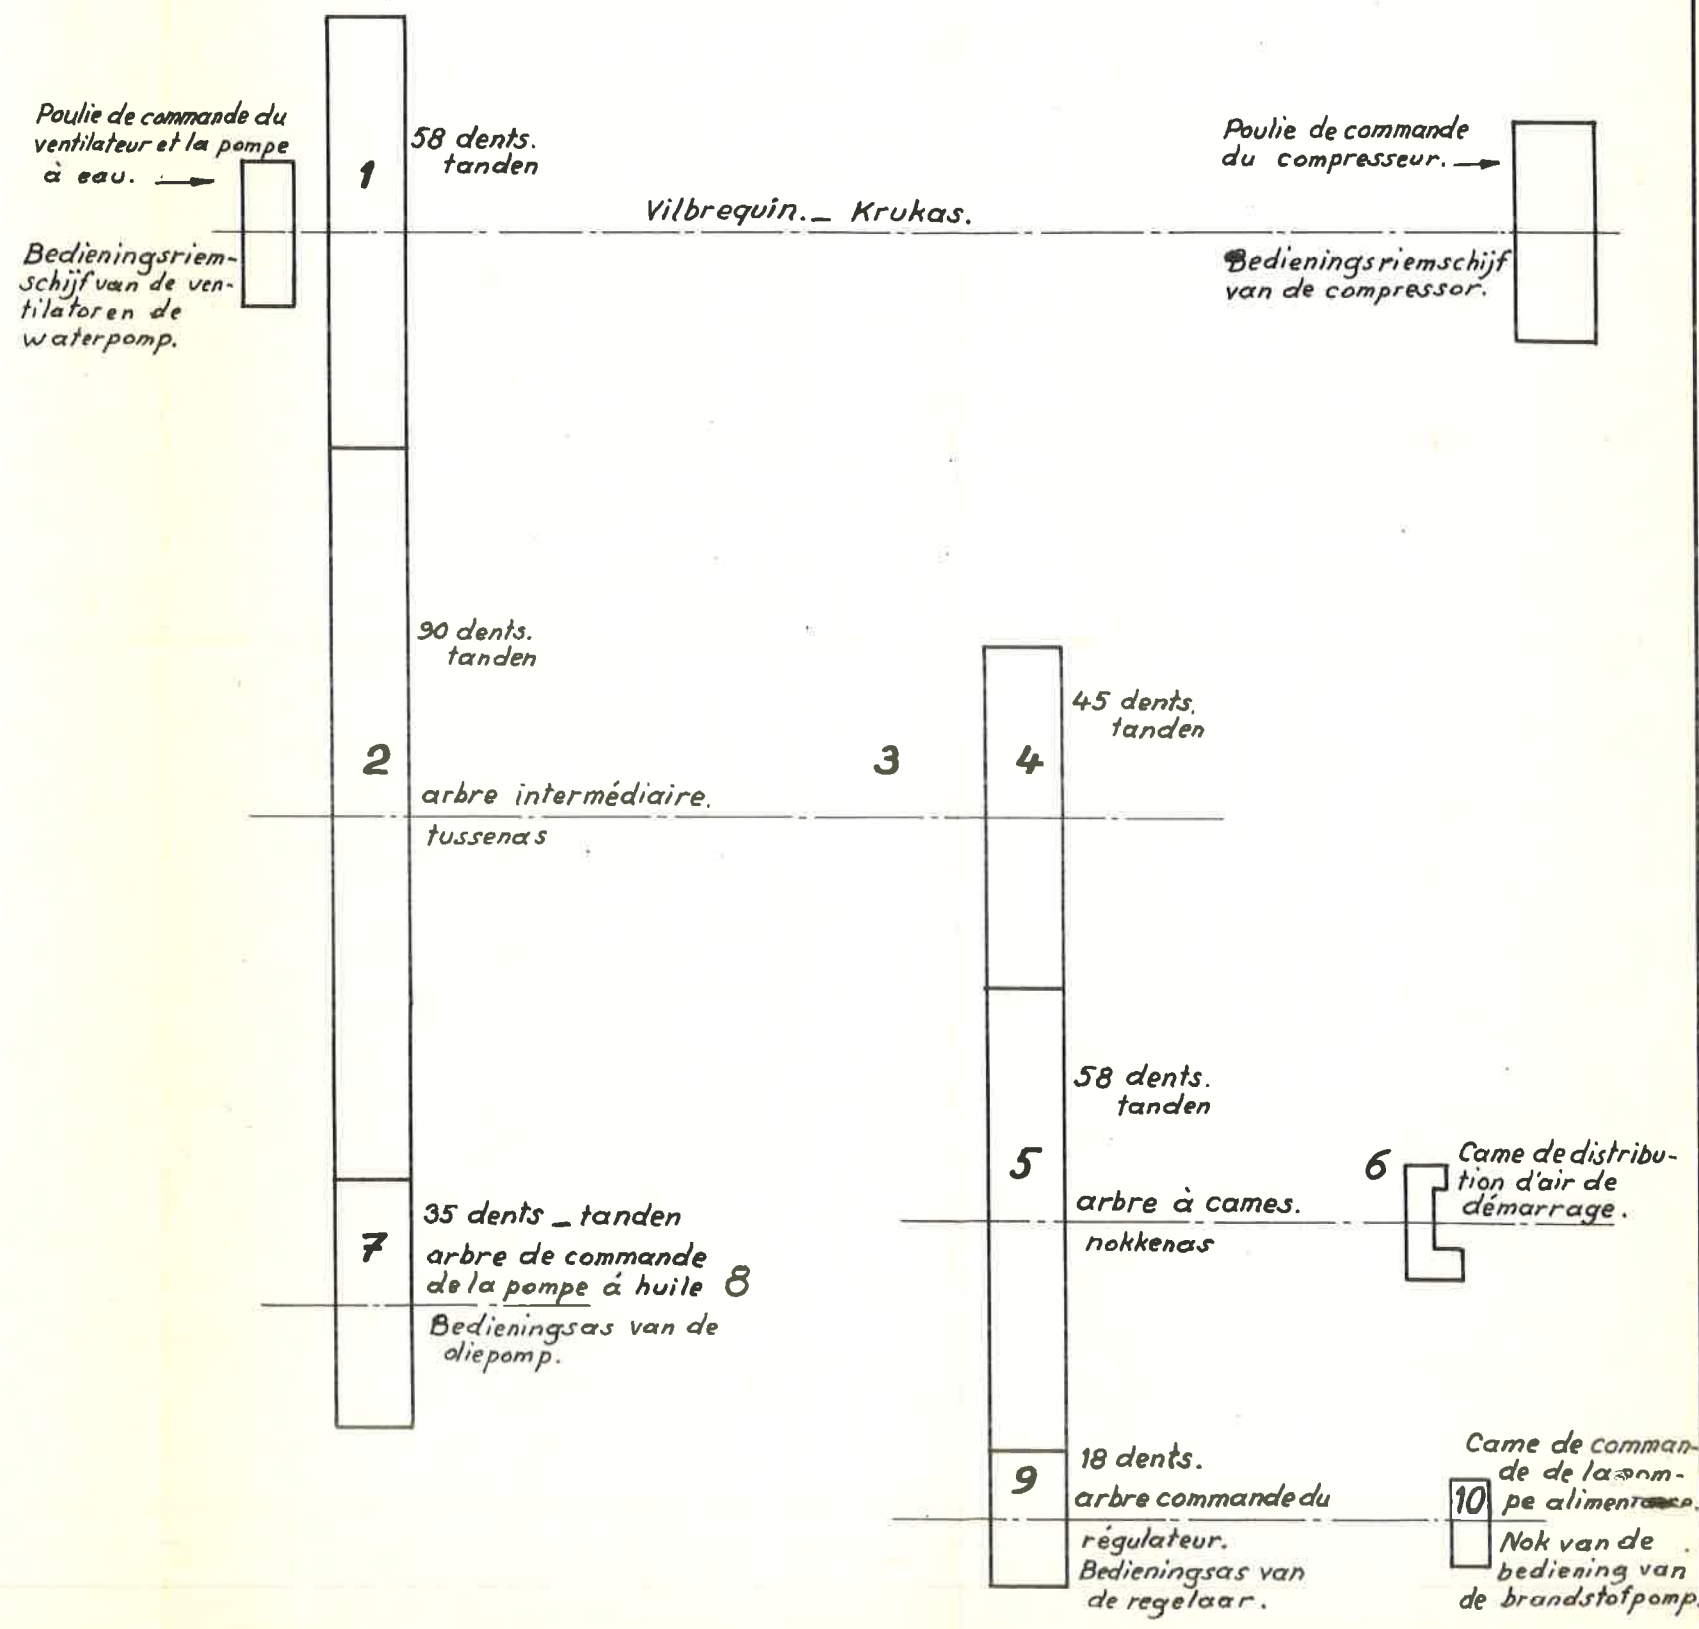 Poulie de commande du
ventilateur et la pompe
à eau.
Bedieningsriem-
schijf van de ven-
tilator en de
waterpomp.
1
58 dents.
tanden
Vilbrequin._ Krukas.
Poulie de commande
du compresseur.
Bedieningsriemschijf
van de compressor.
90 dents.
tanden
2
arbre intermédiaire.
tussenas
3
4
45 dents.
tanden
58 dents.
tanden
5
arbre à cames.
nokkenas
6
Came de distribu-
tion d'air de
démarrage.
7
35 dents _ tanden
arbre de commande
de la pompe á huile 8
Bedieningsas van de
oliepomp.
9
18 dents.
arbre commande du
régulateur.
Bedieningsas van
de regelaar.
10
Came de comman-
de de la pom-
pe
Nok van de
bediening van
de brandstofpomp.